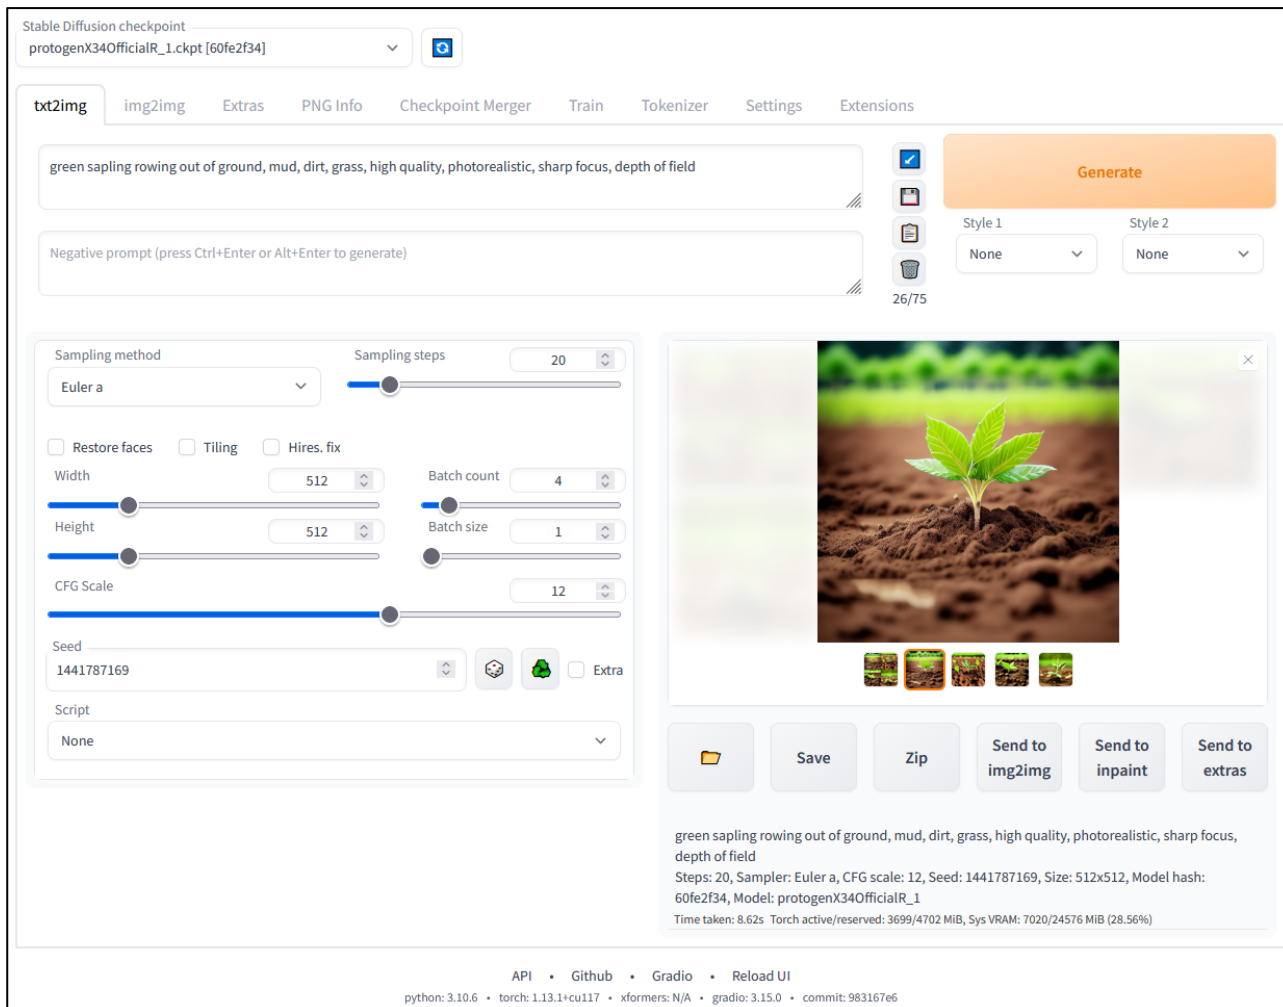 Stable Diffusion checkpoint
protogenX34OfficialR_1.ckpt [60fe2f34]
txt2img img2img Extras PNG Info Checkpoint Merger Train Tokenizer Settings Extensions
green sapling rowing out of ground, mud, dirt, grass, high quality, photorealistic, sharp focus, depth of field
Generate
Style 1 Style 2
None None
Negative prompt (press Ctrl+Enter or Alt+Enter to generate)
26/75
Sampling method Sampling steps 20
Euler a
Restore faces Tiling Hires. fix
Width 512 Batch count 4
Height 512 Batch size 1
CFG Scale 12
Seed
1441787169 Extra
Script
None
Save Zip Send to img2img Send to inpaint Send to extras
green sapling rowing out of ground, mud, dirt, grass, high quality, photorealistic, sharp focus,
depth of field
Steps: 20, Sampler: Euler a, CFG scale: 12, Seed: 1441787169, Size: 512x512, Model hash:
60fe2f34, Model: protogenX34OfficialR_1
Time taken: 8.62s Torch active/reserved: 3699/4702 MiB, Sys VRAM: 7020/24576 MiB (28.56%)
API • Github • Gradio • Reload UI
python: 3.10.6 • torch: 1.13.1+cu117 • xformers: N/A • gradio: 3.15.0 • commit: 983167e6